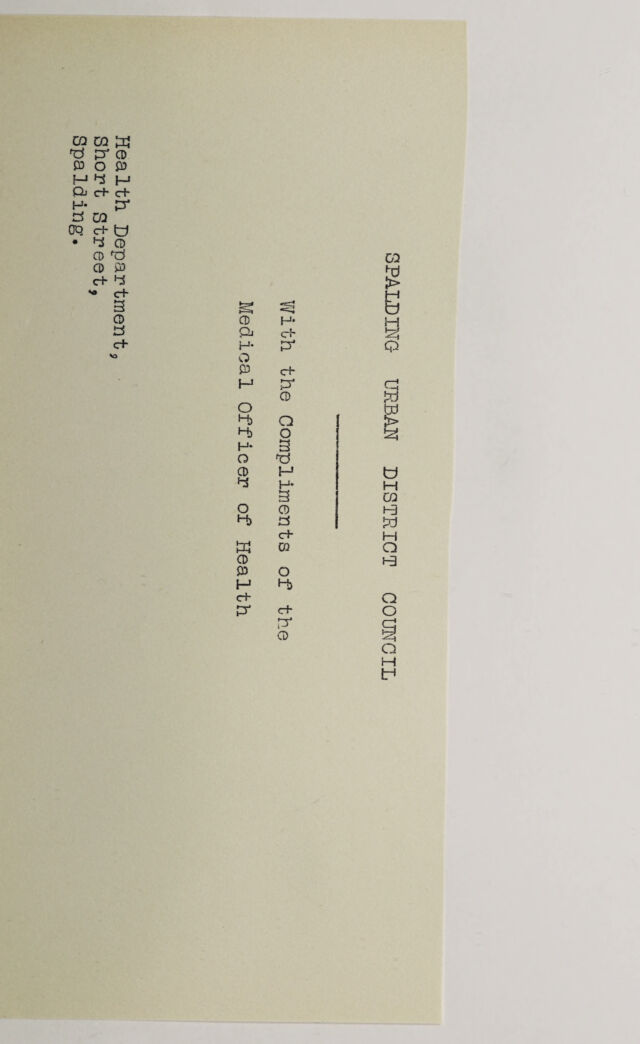 SPALDING URBAN DISTRICT COUNCIL
With the Compliments of the
Medical Officer of Health
Health Department,
Short Street,
Spalding.